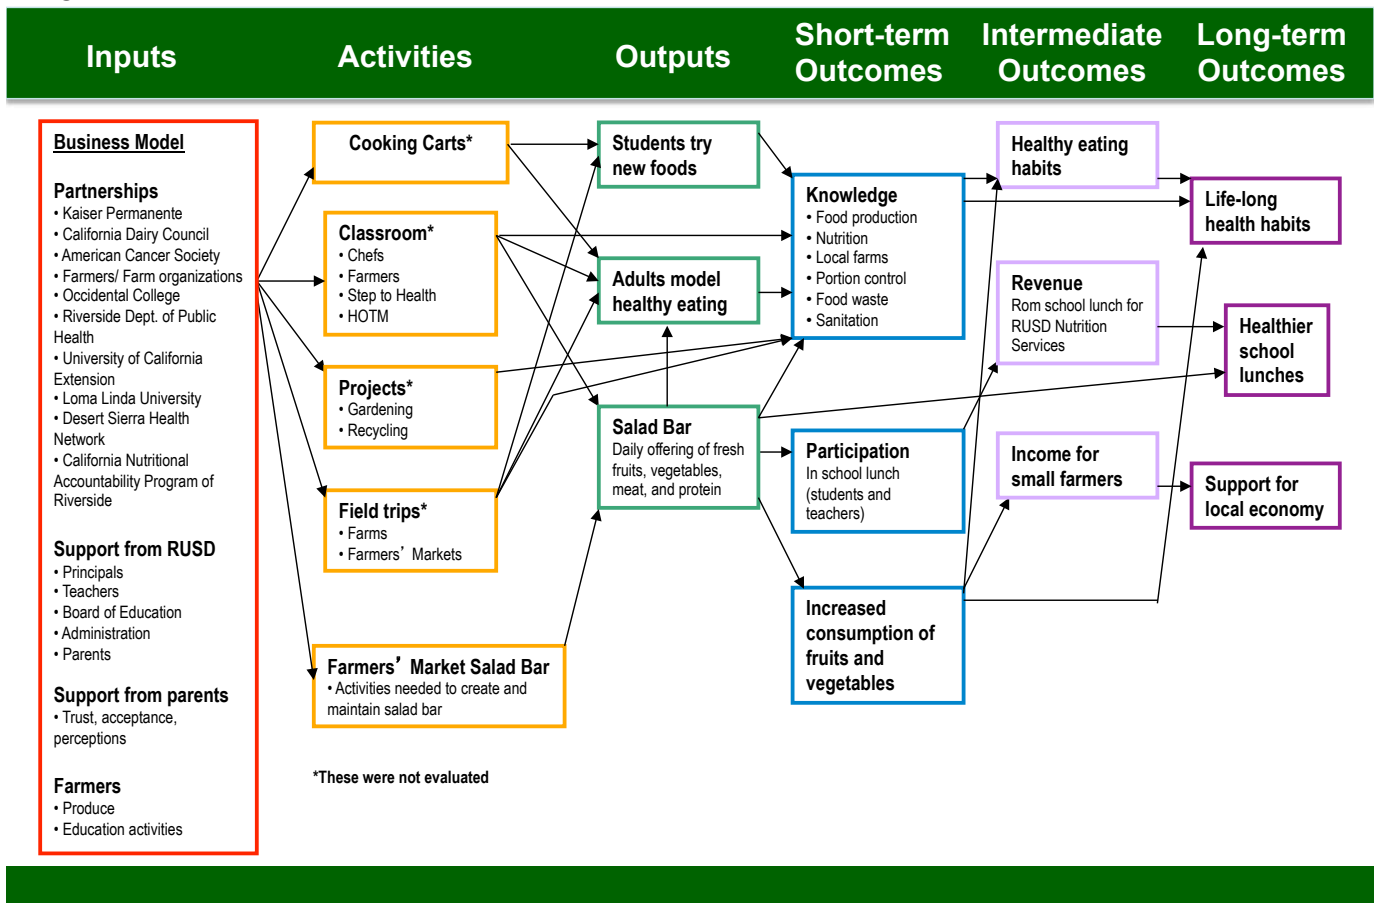 Inputs
Activities
Outputs
Short-term
Outcomes
Intermediate
Outcomes
Long-term
Outcomes
Business Model
Partnerships
• Kaiser Permanente
• California Dairy Council
• American Cancer Society
• Farmers/ Farm organizations
• Occidental College
• Riverside Dept. of Public
Health
• University of California
Extension
• Loma Linda University
• Desert Sierra Health
Network
• California Nutritional
Accountability Program of
Riverside
Support from RUSD
• Principals
• Teachers
• Board of Education
• Administration
• Parents
Support from parents
• Trust, acceptance,
perceptions
Farmers
• Produce
• Education activities
Cooking Carts*
Classroom*
• Chefs
• Farmers
• Step to Health
• HOTM
Projects*
• Gardening
• Recycling
Field trips*
• Farms
• Farmers’ Markets
Farmers’ Market Salad Bar
• Activities needed to create and
maintain salad bar
*These were not evaluated
Students try
new foods
Adults model
healthy eating
Salad Bar
Daily offering of fresh
fruits, vegetables,
meat, and protein
Knowledge
• Food production
• Nutrition
• Local farms
• Portion control
• Food waste
• Sanitation
Participation
In school lunch
(students and
teachers)
Increased
consumption of
fruits and
vegetables
Healthy eating
habits
Revenue
Rom school lunch for
RUSD Nutrition
Services
Income for
small farmers
Life-long
health habits
Healthier
school
lunches
Support for
local economy